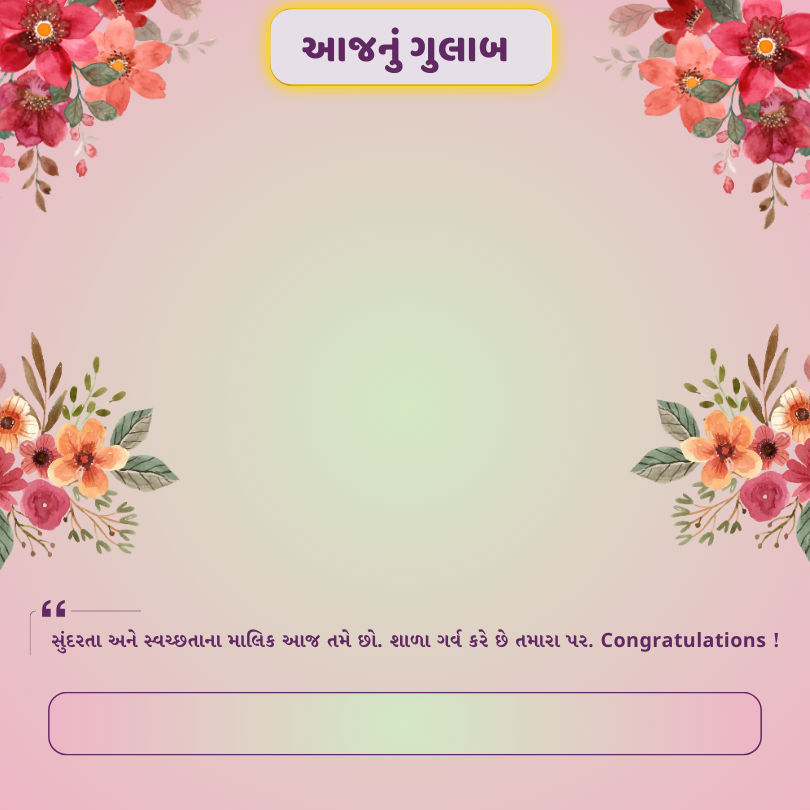 આજનું ગુલાબ
❝
સુંદરતા અને સ્વચ્છતાના માલિક આજ તમે છો. શાળા ગર્વ કરે છે તમારા પર. Congratulations !